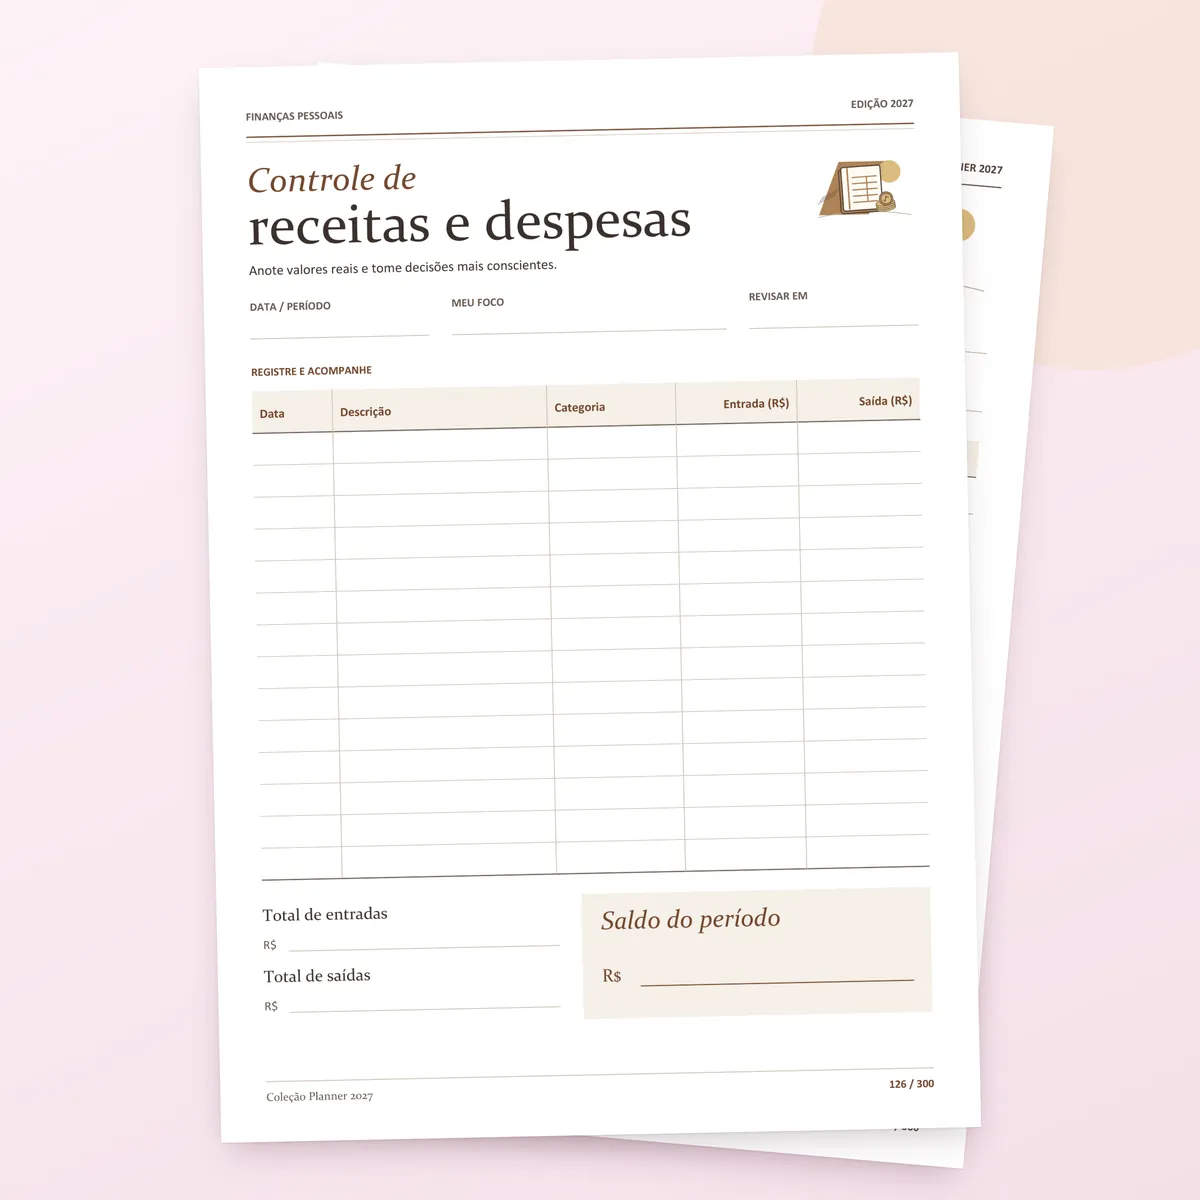 FINANÇAS PESSOAIS
EDIÇÃO 2027
Controle de
receitas e despesas
Anote valores reais e tome decisões mais conscientes.
DATA / PERÍODO
MEU FOCO
REVISAR EM
REGISTRE E ACOMPANHE
Data Descrição Categoria Entrada (R$) Saída (R$)
Total de entradas
R$
Total de saídas
R$
Saldo do período
R$
Coleção Planner 2027
126 / 300
2027